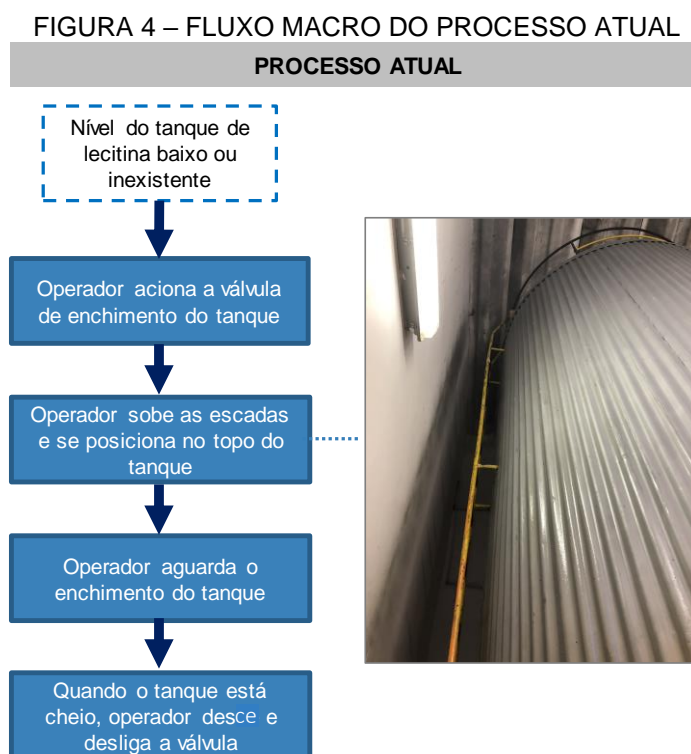 FIGURA 4 – FLUXO MACRO DO PROCESSO ATUAL
PROCESSO ATUAL
Nível do tanque de
lecitina baixo ou
inexistente
Operador aciona a válvula
de enchimento do tanque
Operador sobe as escadas
e se posiciona no topo do
tanque
Operador aguarda o
enchimento do tanque
Quando o tanque está
cheio, operador desce e
desliga a válvula